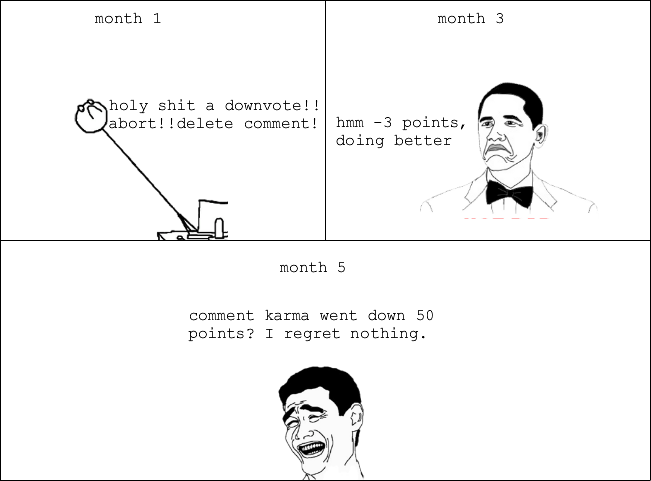 month 1
holy shit a downvote!!
abort!!delete comment!
month 3
hmm -3 points,
doing better
month 5
comment karma went down 50
points? I regret nothing.